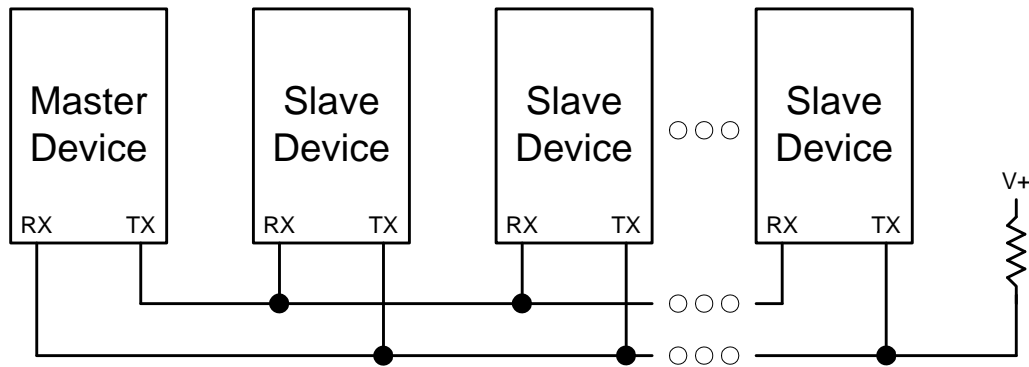 Master
Device
Slave
Device
Slave
Device
Slave
Device
RX TX
RX TX
RX TX
RX TX
V+